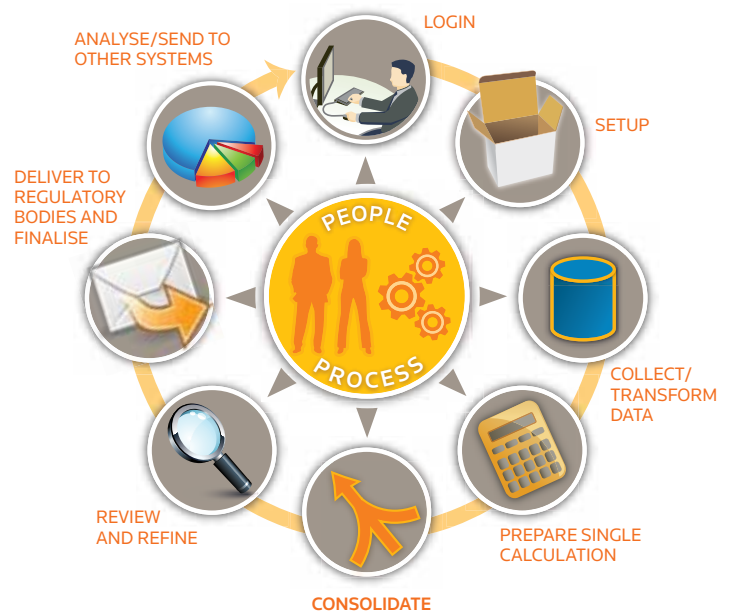 LOGIN
SETUP
COLLECT/
TRANSFORM
DATA
PREPARE SINGLE
CALCULATION
CONSOLIDATE
REVIEW
AND REFINE
DELIVER TO
REGULATORY
BODIES AND
FINALISE
ANALYSE/SEND TO
OTHER SYSTEMS
PEOPLE
PROCESS